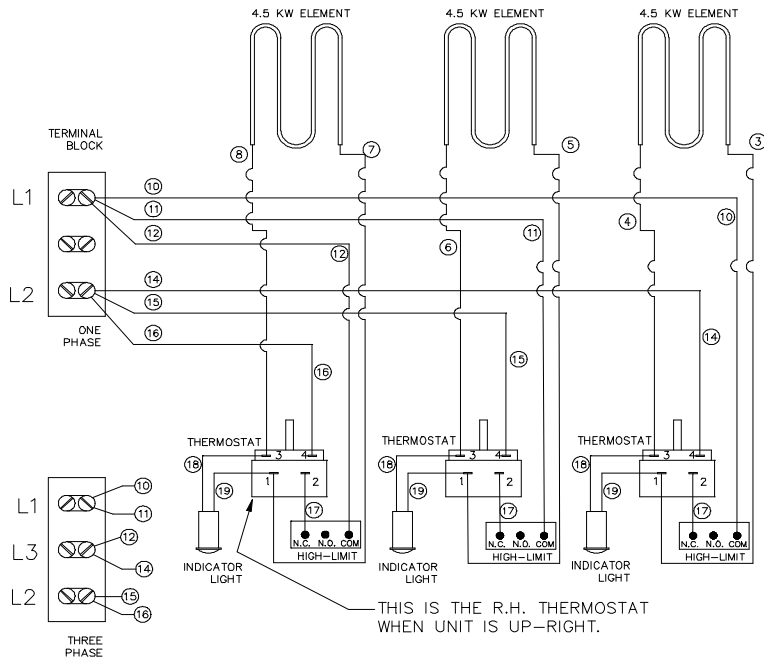 4.5 KW ELEMENT
4.5 KW ELEMENT
4.5 KW ELEMENT
TERMINAL
BLOCK
8
7
5
3
L1
10
11
12
4
10
6
11
12
L2
14
15
16
ONE
PHASE
14
15
16
THERMOSTAT
3 4
1 2
18
19
17
N.C. N.O. COM
HIGH-LIMIT
INDICATOR
LIGHT
THERMOSTAT
3 4
1 2
18
19
17
N.C. N.O. COM
HIGH-LIMIT
INDICATOR
LIGHT
THERMOSTAT
3 4
1 2
18
19
17
N.C. N.O. COM
HIGH-LIMIT
INDICATOR
LIGHT
L1
10
11
L3
12
14
L2
15
16
THREE
PHASE
THIS IS THE R.H. THERMOSTAT
WHEN UNIT IS UP-RIGHT.